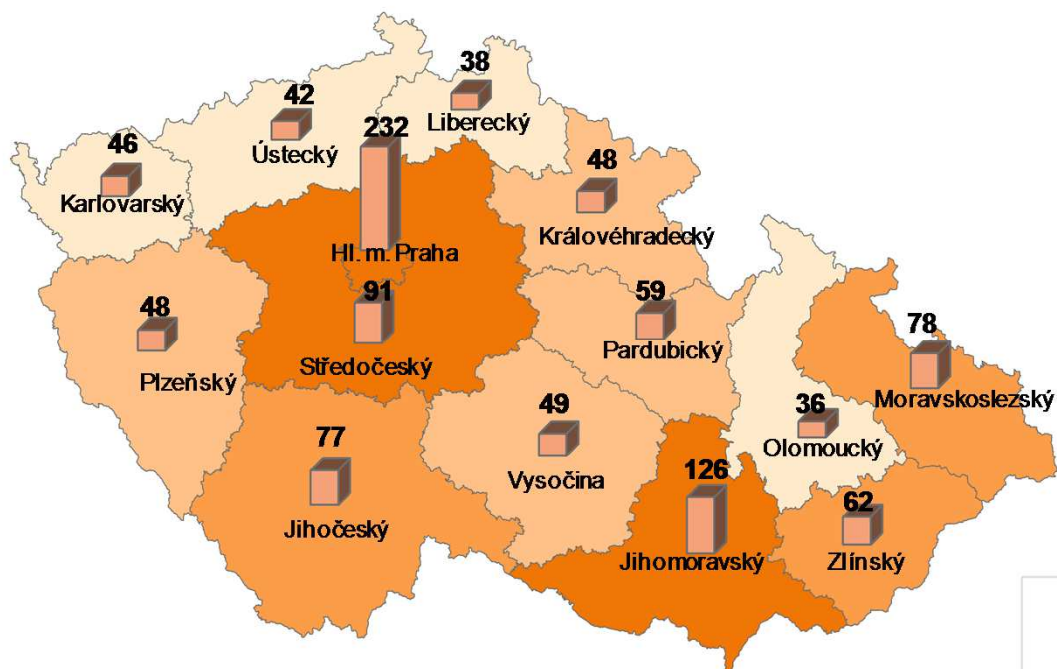 38
Liberecký
42
Ústecký
232
Hl. m. Praha
46
Karlovarský
48
Královéhradecký
91
Středočeský
59
Pardubický
48
Plzeňský
78
Moravskoslezský
36
Olomoucký
49
Vysočina
77
Jihočeský
126
Jihomoravský
62
Zlínský